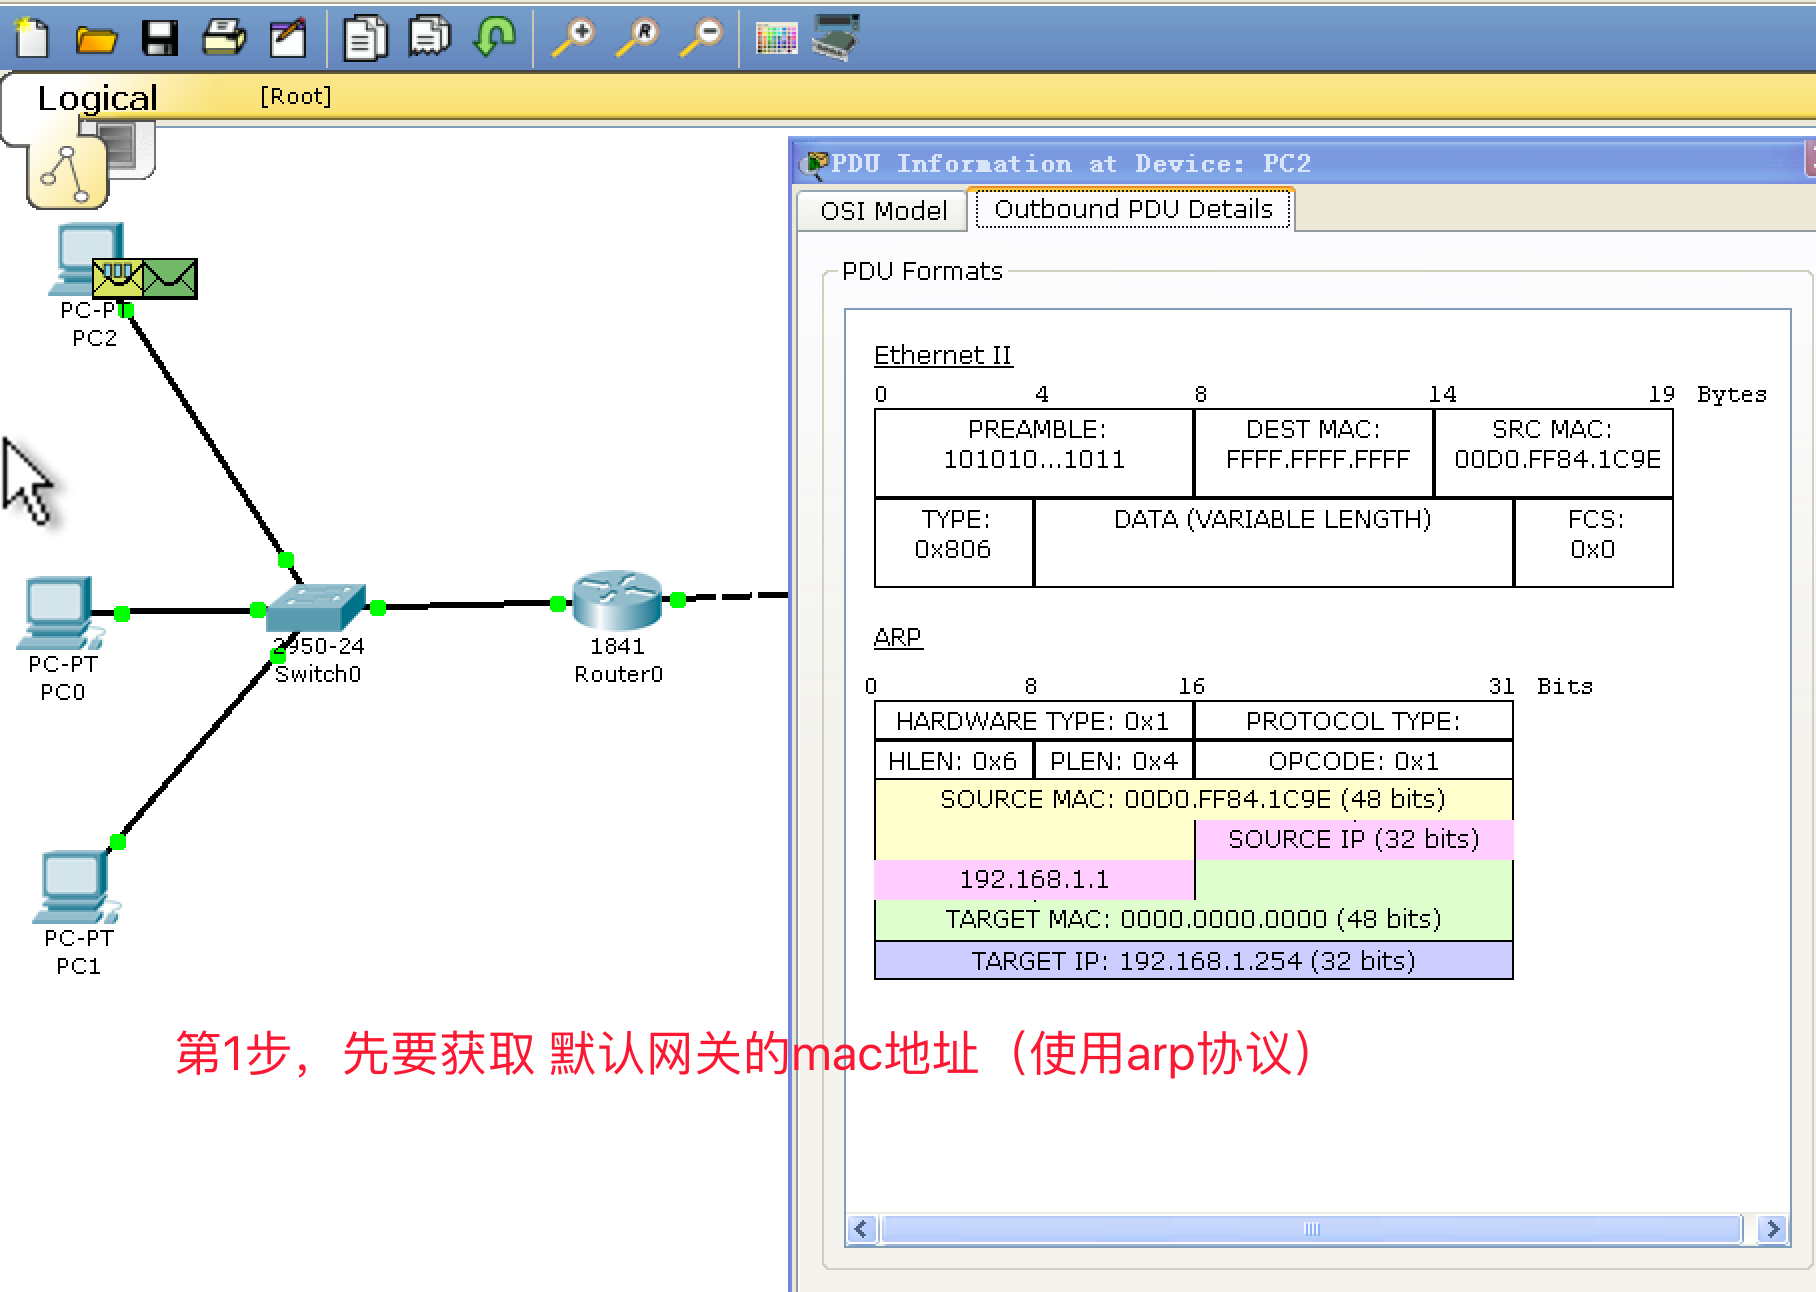 Logical
[Root]
PC-PT
PC2
PC-PT
PC0
2950-24
Switch0
1841
Router0
PC-PT
PC1
PDU Information at Device: PC2
OSI Model
Outbound PDU Details
PDU Formats
Ethernet II
0 4 8 14 19 Bytes
PREAMBLE:
101010...1011
DEST MAC:
FFFF.FFFF.FFFF
SRC MAC:
00D0.FF84.1C9E
TYPE:
0x806
DATA (VARIABLE LENGTH)
FCS:
0x0
ARP
0 8 16 31 Bits
HARDWARE TYPE: 0x1
PROTOCOL TYPE:
HLEN: 0x6
PLEN: 0x4
OPCODE: 0x1
SOURCE MAC: 00D0.FF84.1C9E (48 bits)
SOURCE IP (32 bits)
192.168.1.1
TARGET MAC: 0000.0000.0000 (48 bits)
TARGET IP: 192.168.1.254 (32 bits)
第1步，先要获取 默认网关的mac地址（使用arp协议）